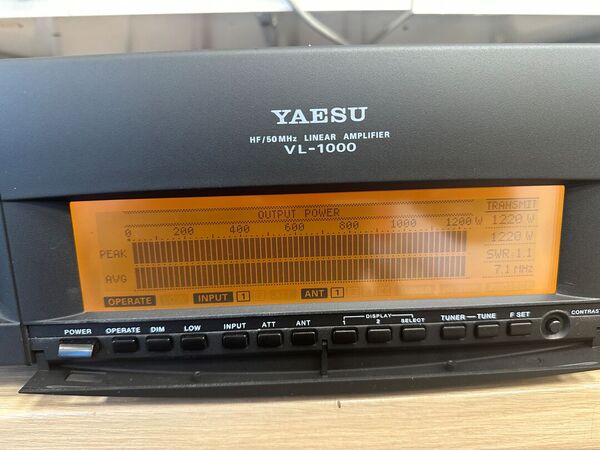 YAESU
HF/50MHz LINEAR AMPLIFIER
VL-1000
OUTPUT POWER
TRANSMIT
0 200 400 600 800 1000 1200 W
1220 W
PEAK
1220 W
AVG
SWR 1.1
7.1 MHz
OPERATE INPUT 1 ANT 1
POWER OPERATE DIM LOW INPUT ATT ANT 1 DISPLAY 2 SELECT TUNER TUNE F SET CONTRAST